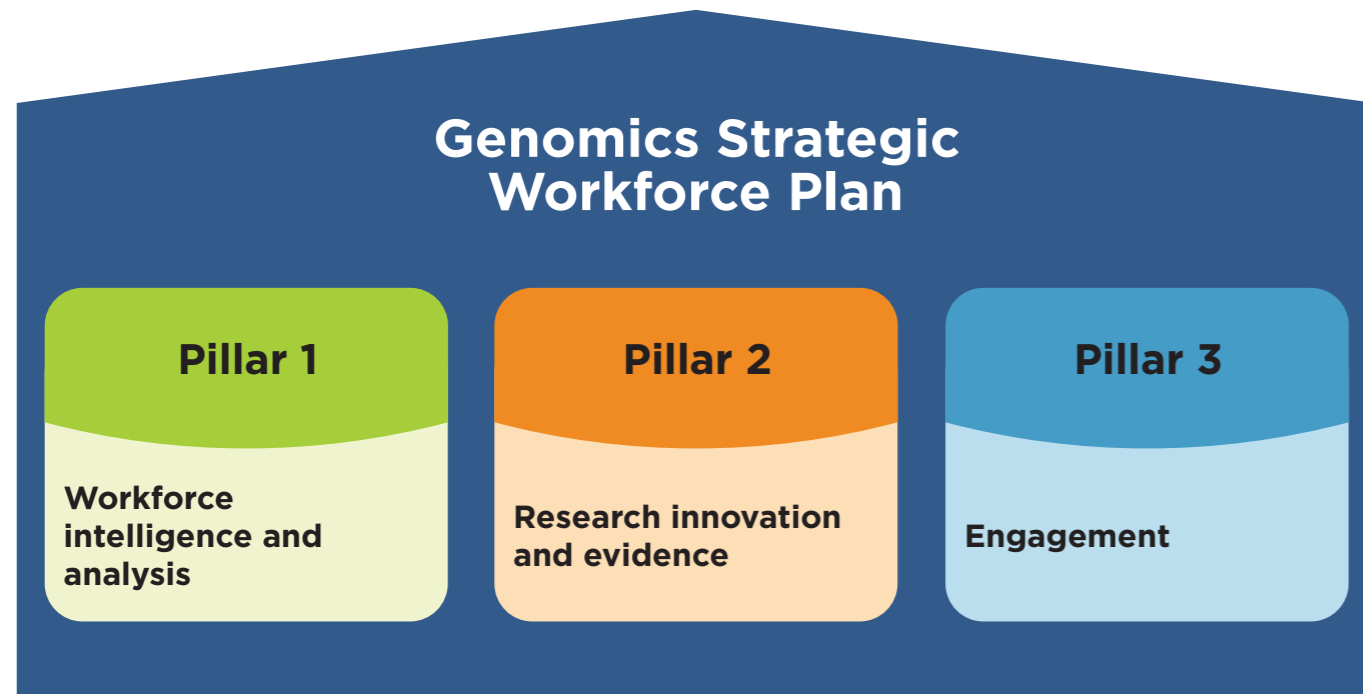 Genomics Strategic
Workforce Plan
Pillar 1
Workforce
intelligence and
analysis
Pillar 2
Research innovation
and evidence
Pillar 3
Engagement